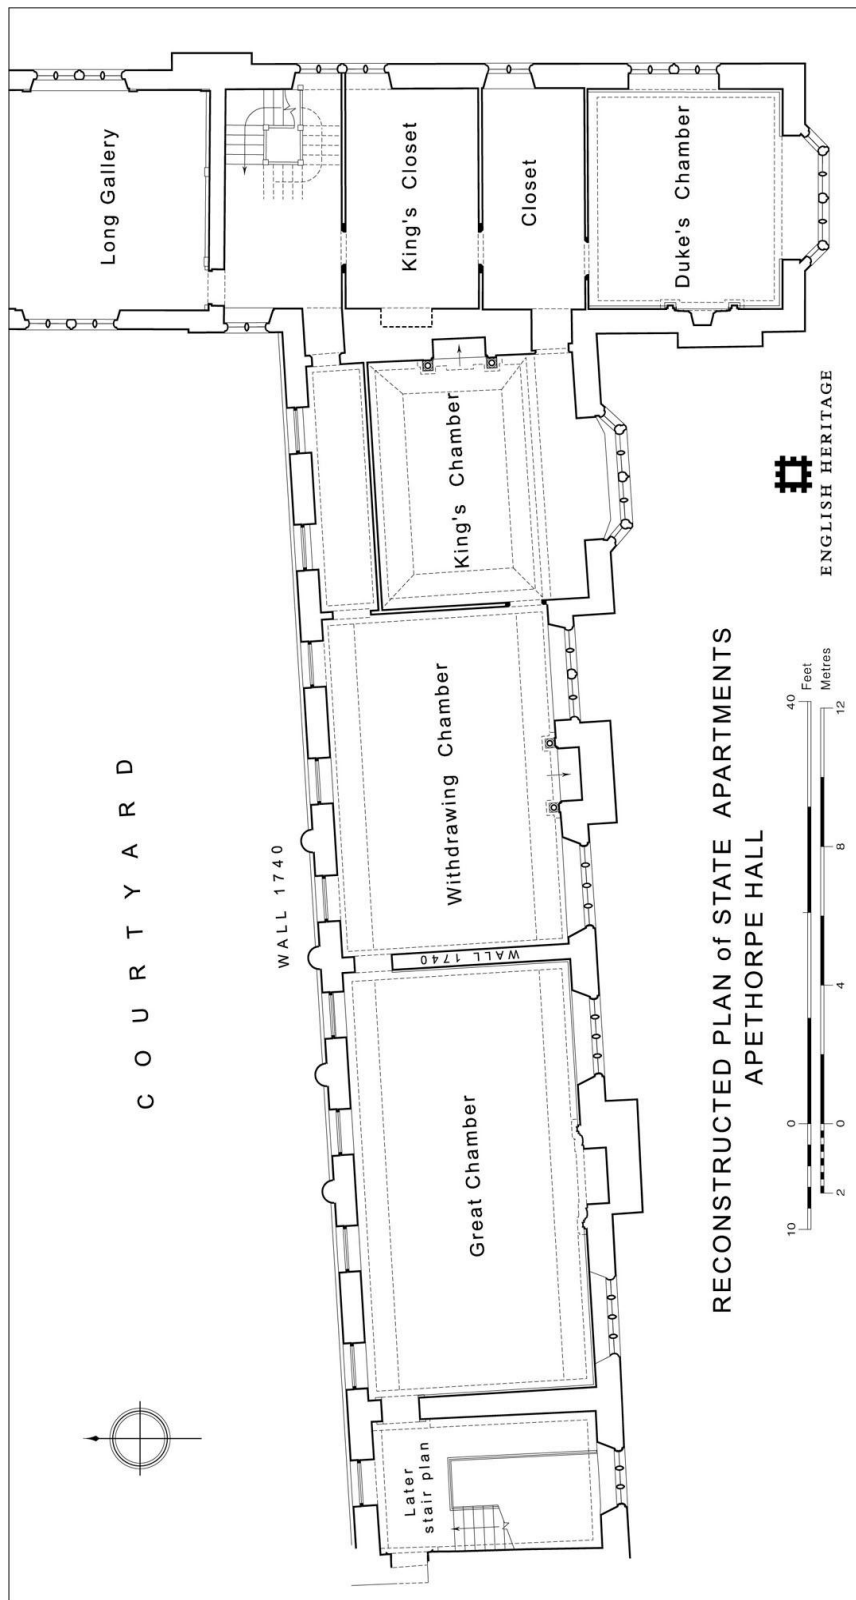 Long Gallery
King's Closet
Closet
Duke's Chamber
King's Chamber
Withdrawing Chamber
Great Chamber
Later
stair plan
COURTYARD
WALL 1740
WALL 1740
RECONSTRUCTED PLAN of STATE APARTMENTS
APETHORPE HALL
10 0 40
Feet
2 0 4 8 12
Metres
ENGLISH HERITAGE